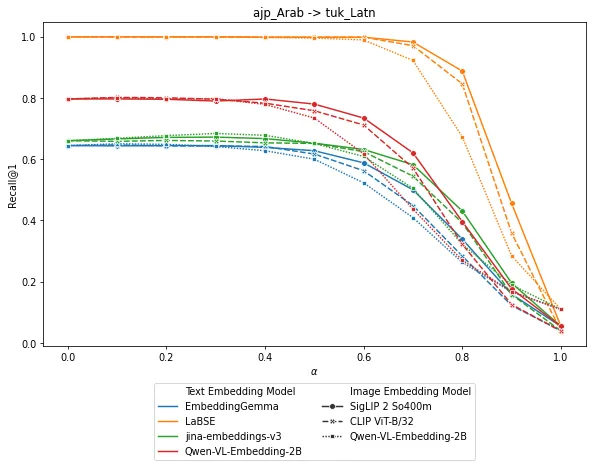 ajp_Arab -> tuk_Latn
Recall@1
1.0
0.8
0.6
0.4
0.2
0.0
0.0 0.2 0.4 0.6 0.8 1.0
α
Text Embedding Model Image Embedding Model
EmbeddingGemma SigLIP 2 So400m
LaBSE CLIP ViT-B/32
jina-embeddings-v3 Qwen-VL-Embedding-2B
Qwen-VL-Embedding-2B